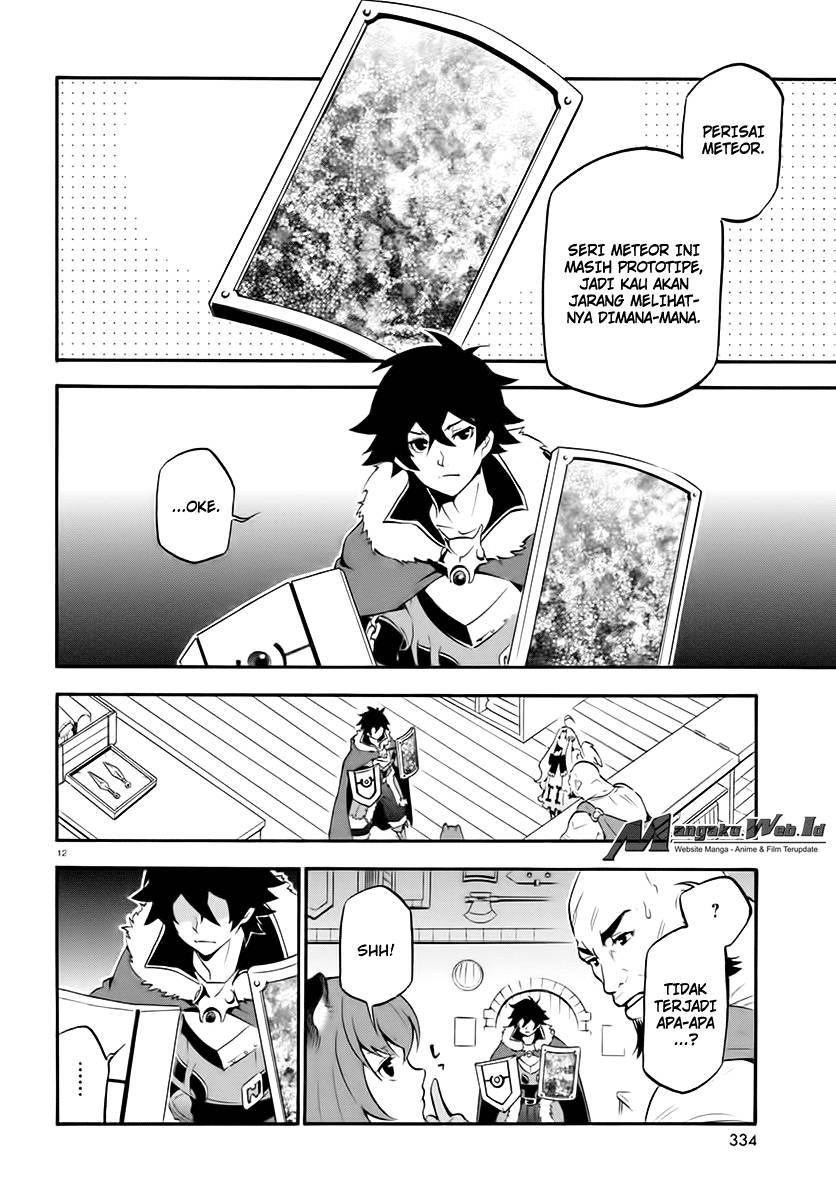 PERISAI
METEOR.
SERI METEOR INI
MASIH PROTOTIPE,
JADI KAU AKAN
JARANG MELIHAT-
NYA DIMANA-MANA.
...OKE.
Mangaku.Web.Id
Website Manga - Anime & Film Terupdate
12
......
SHH!
?
TIDAK
TERJADI
APA-APA
...?
334